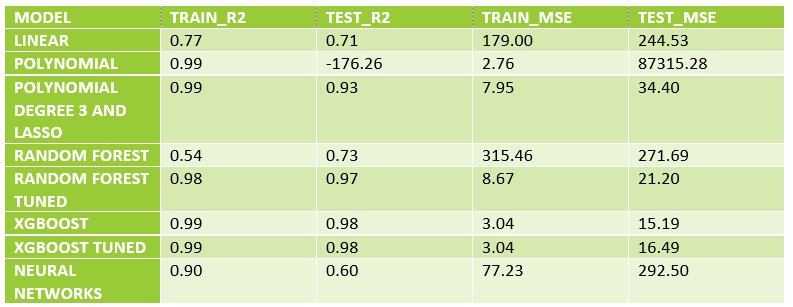 MODEL TRAIN_R2 TEST_R2 TRAIN_MSE TEST_MSE
LINEAR 0.77 0.71 179.00 244.53
POLYNOMIAL 0.99 -176.26 2.76 87315.28
POLYNOMIAL 0.99 0.93 7.95 34.40
DEGREE 3 AND
LASSO
RANDOM FOREST 0.54 0.73 315.46 271.69
RANDOM FOREST 0.98 0.97 8.67 21.20
TUNED
XGBOOST 0.99 0.98 3.04 15.19
XGBOOST TUNED 0.99 0.98 3.04 16.49
NEURAL 0.90 0.60 77.23 292.50
NETWORKS